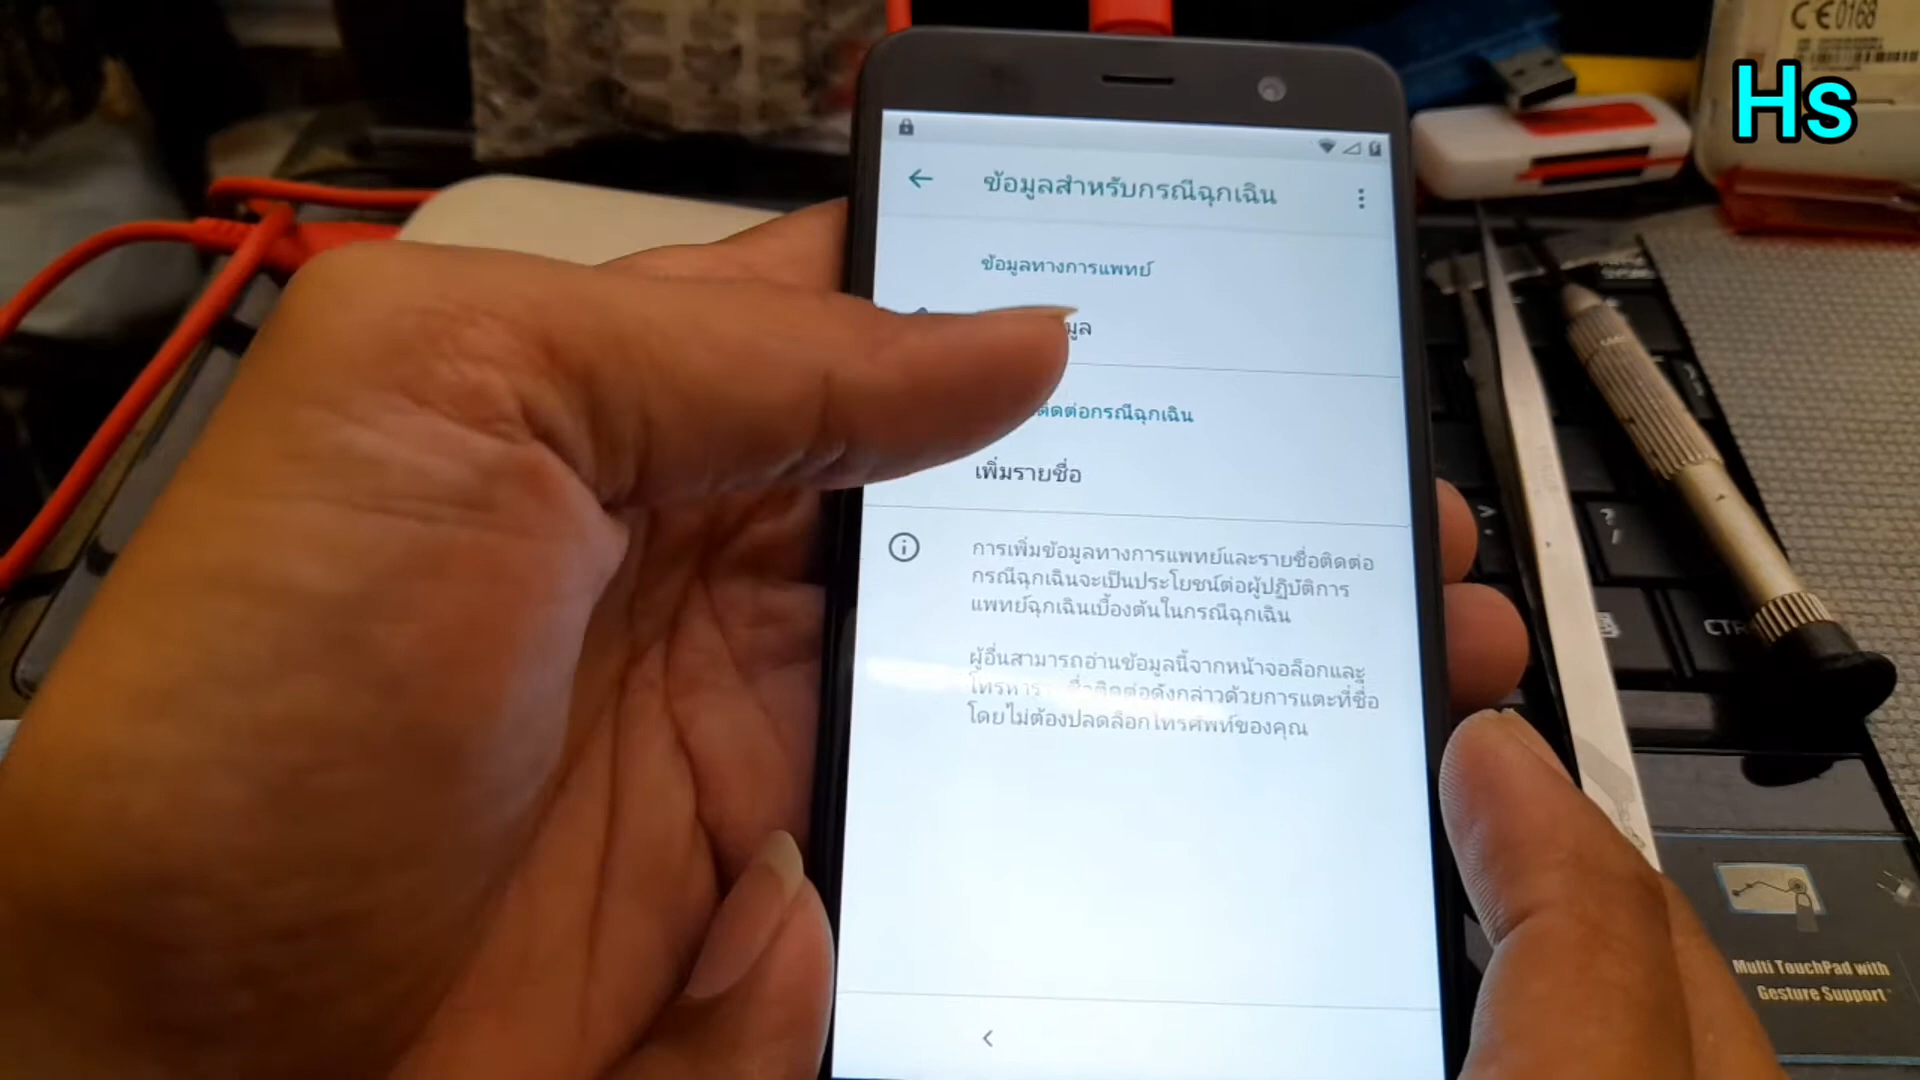 CE0168
Hs
ข้อมูลสำหรับกรณีฉุกเฉิน
ข้อมูลทางการแพทย์
มูล
ติดต่อกรณีฉุกเฉิน
เพิ่มรายชื่อ
การเพิ่มข้อมูลทางการแพทย์และรายชื่อติดต่อ
กรณีฉุกเฉินจะเป็นประโยชน์ต่อผู้ปฏิบัติการ
แพทย์ฉุกเฉินเบื้องต้นในกรณีฉุกเฉิน
ผู้อื่นสามารถอ่านข้อมูลนี้จากหน้าจอล็อกและ
โทรหาร ชื่อติดต่อดังกล่าวด้วยการแตะที่ชื่อ
โดยไม่ต้องปลดล็อกโทรศัพท์ของคุณ
CTR
Multi TouchPad with
Gesture Support